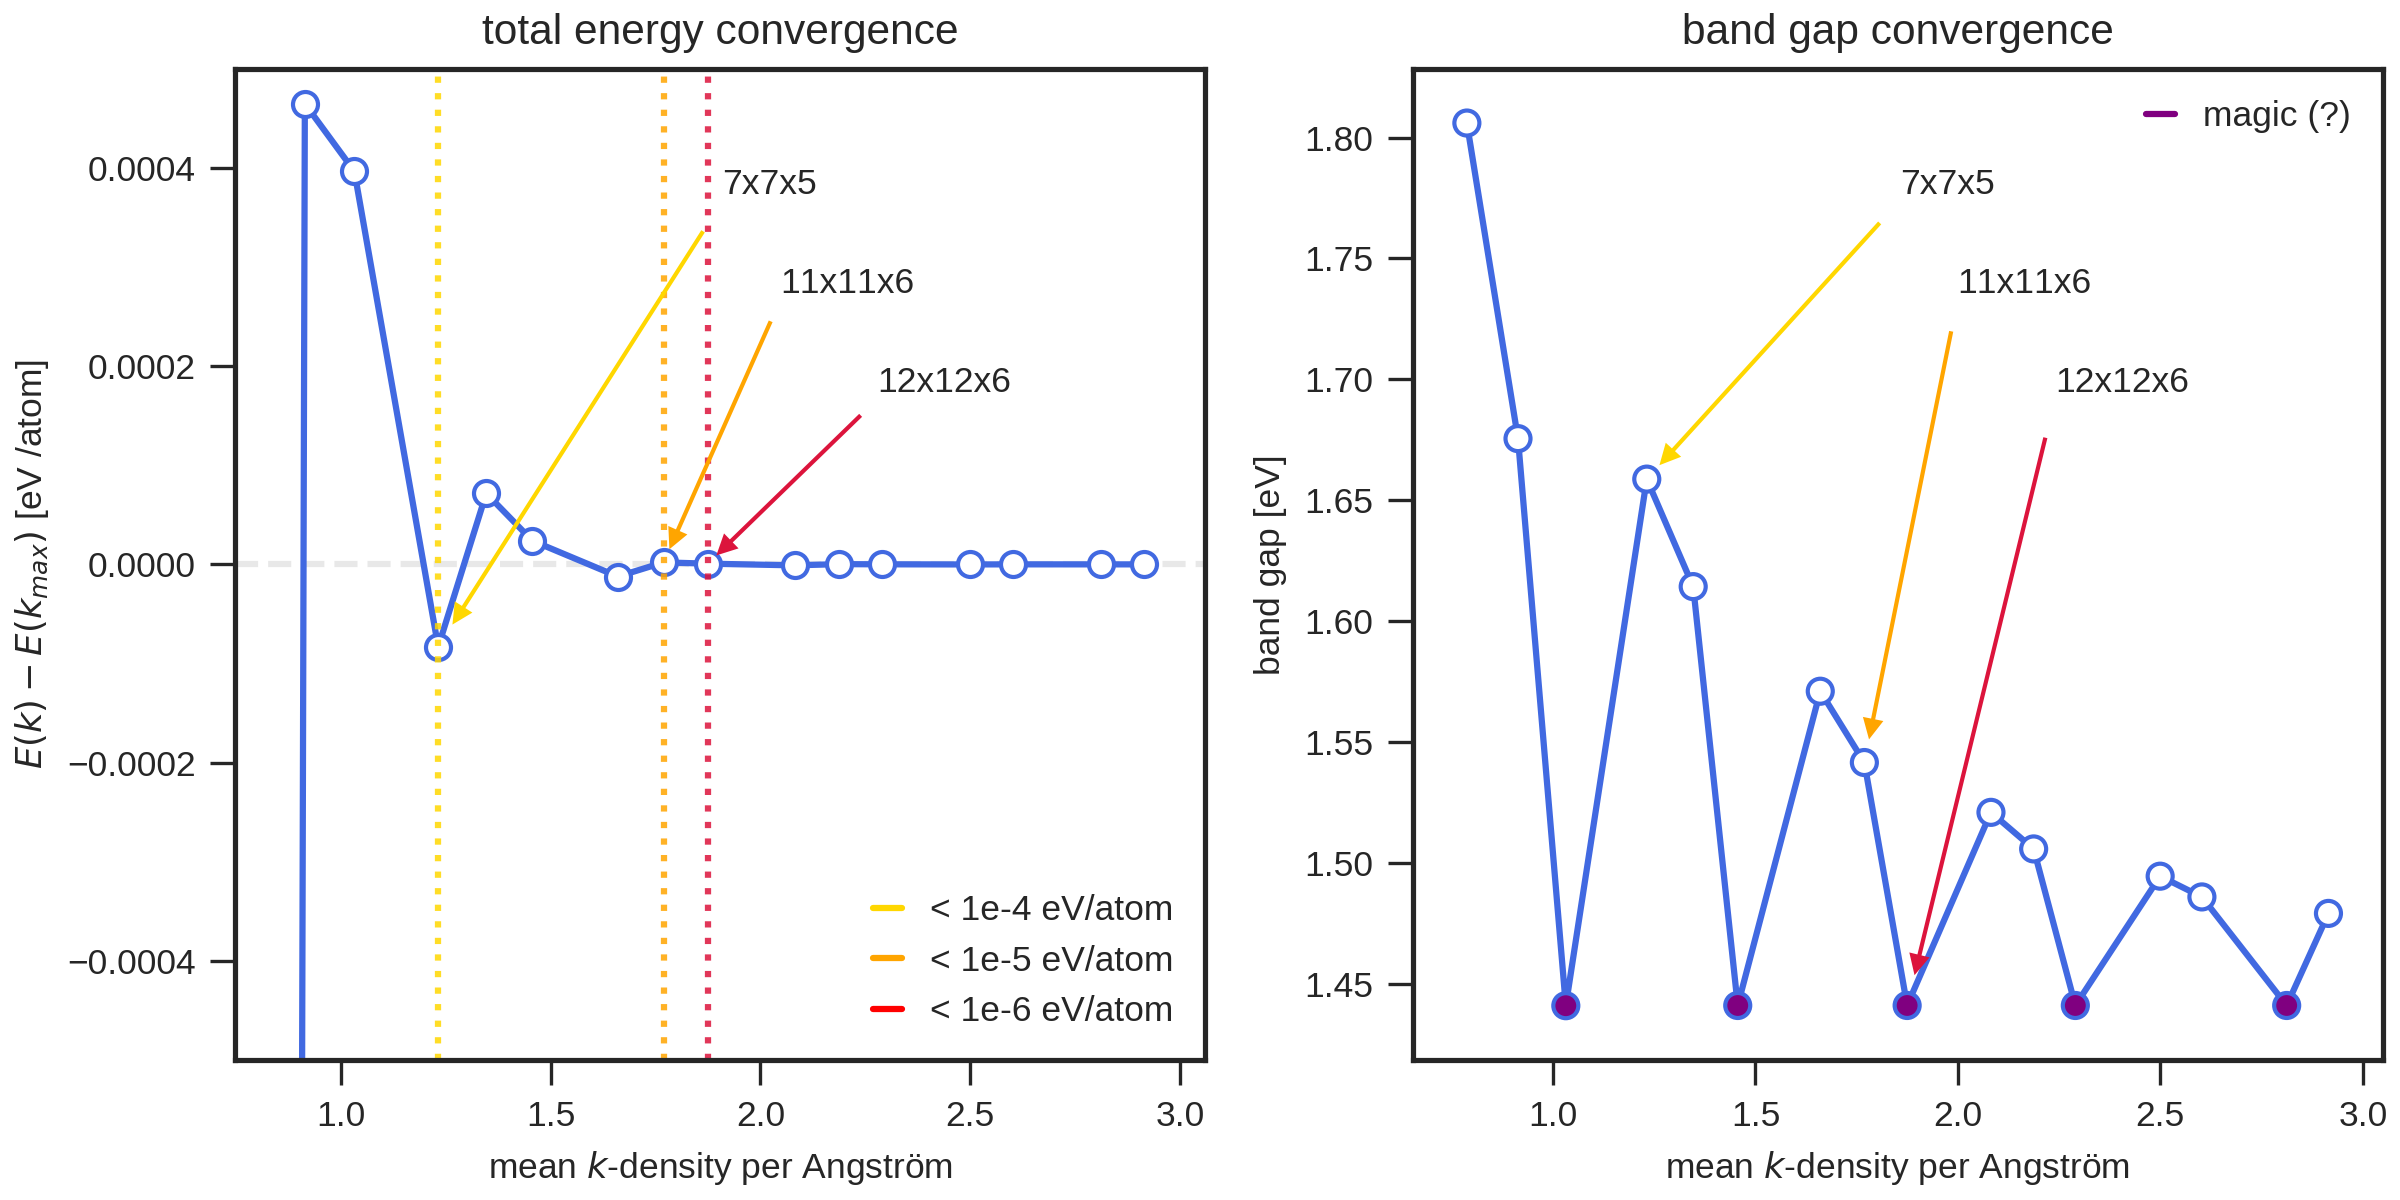 total energy convergence
0.0004
0.0002
0.0000
−0.0002
−0.0004
E(k) − E(k_max) [eV /atom]
7x7x5
11x11x6
12x12x6
< 1e-4 eV/atom
< 1e-5 eV/atom
< 1e-6 eV/atom
1.0 1.5 2.0 2.5 3.0
mean k-density per Angström
band gap convergence
1.80
1.75
1.70
1.65
1.60
1.55
1.50
1.45
band gap [eV]
magic (?)
7x7x5
11x11x6
12x12x6
1.0 1.5 2.0 2.5 3.0
mean k-density per Angström